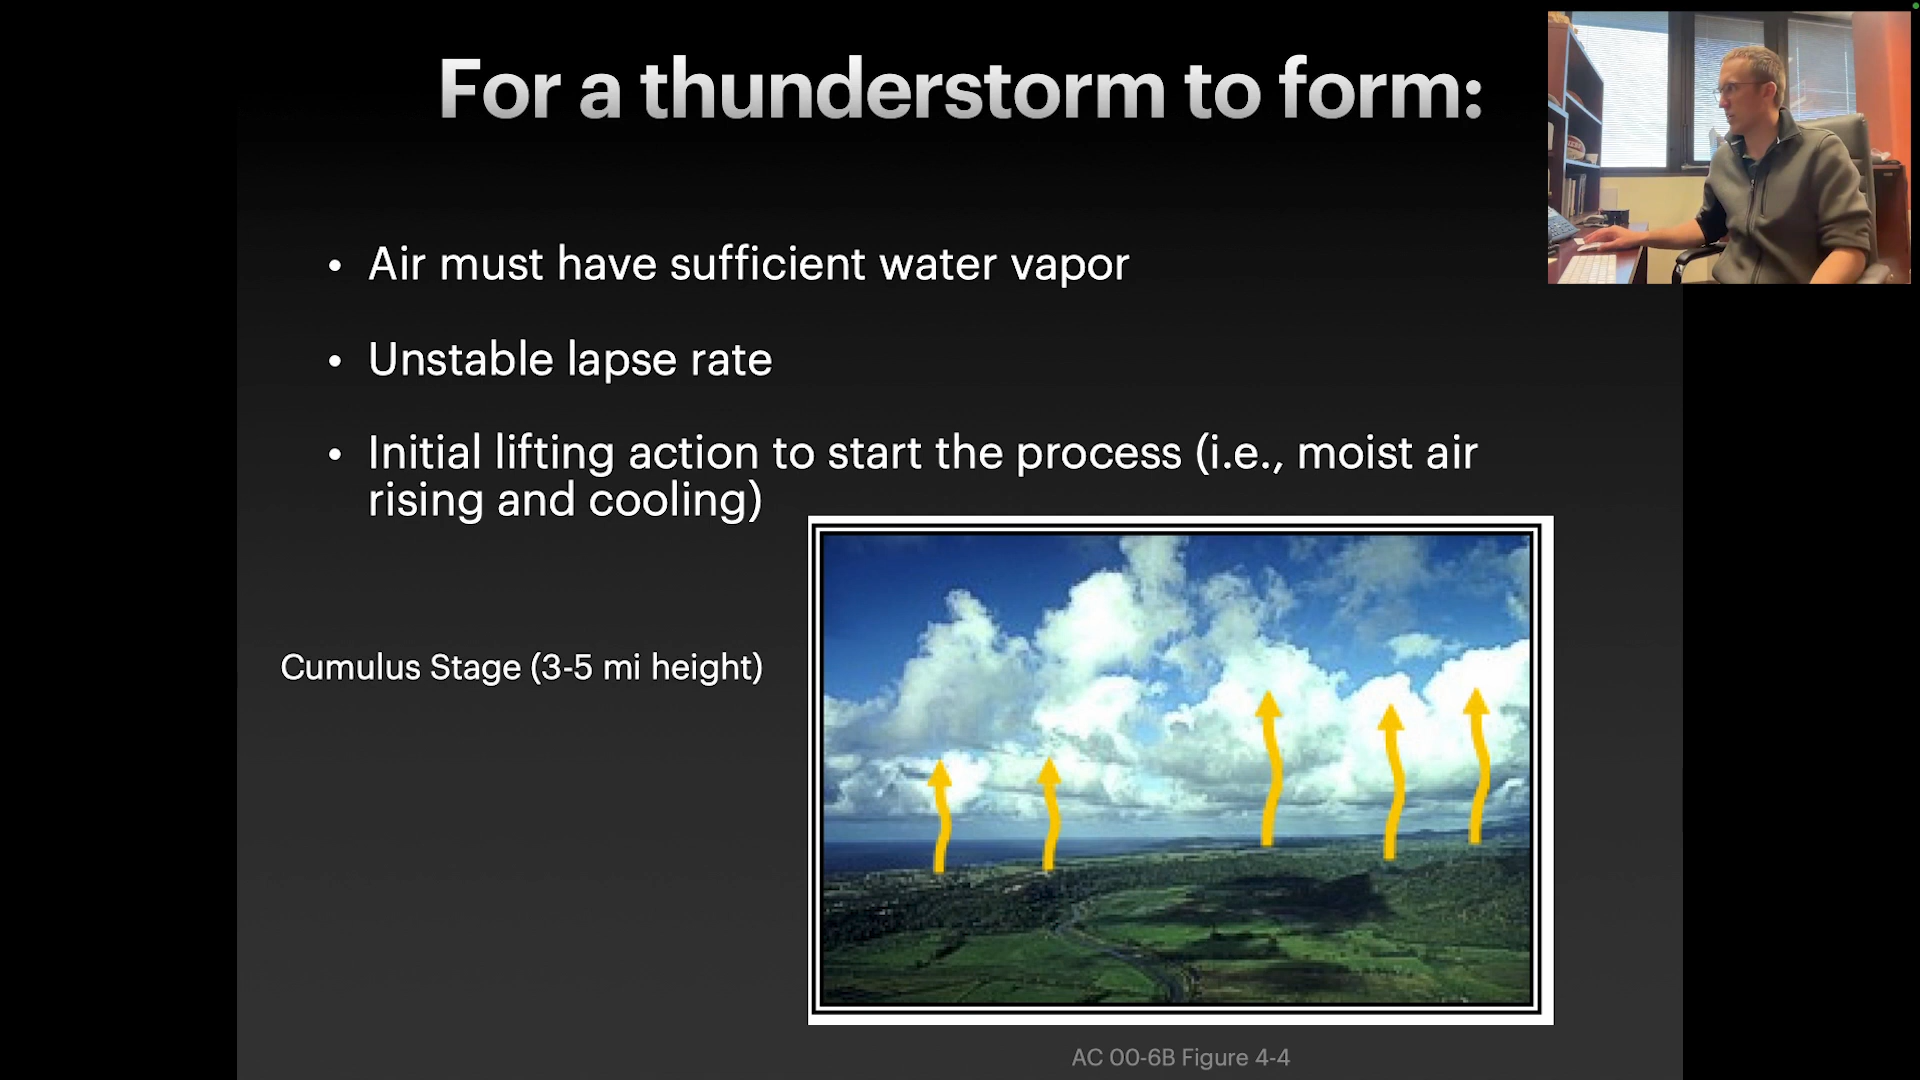 For a thunderstorm to form:
• Air must have sufficient water vapor
• Unstable lapse rate
• Initial lifting action to start the process (i.e., moist air
rising and cooling)
Cumulus Stage (3-5 mi height)
AC 00-6B Figure 4-4